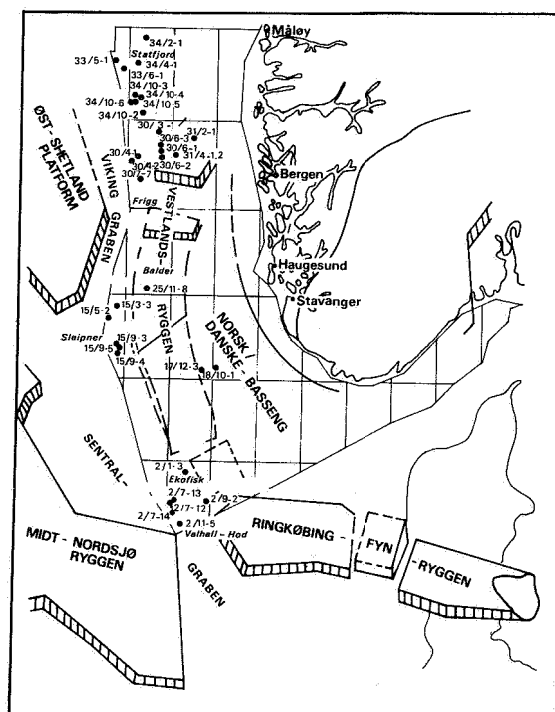 34/2-1
Måløy
Statfjord
33/5-1
34/4-1
33/6-1
34/10-3
34/10-4
34/10-6
34/10-5
34/10-2
30/3-
31/2-1
30/6-3
30/6-1
31/4-1,2
30/4-1
30/4-2
30/6-2
30/7-7
Bergen
ØST-SHETLAND
PLATFORM
VIKING
GRABEN
Frigg
VESTLANDS-
RYGGEN
Balder
Haugesund
25/11-8
Stavanger
15/5-2
15/3-3
Sleipner
15/9-3
15/9-5
15/9-4
NORSK/
DANSKE-BASSENG
17/12-3
18/10-1
SENTRAL-
GRABEN
2/1-3
Ekofisk
2/7-13
2/9-2
2/7-12
2/7-14
2/11-5
Valhall-Hod
MIDT-NORDSJØ
RYGGEN
RINGKØBING-
FYN
-RYGGEN